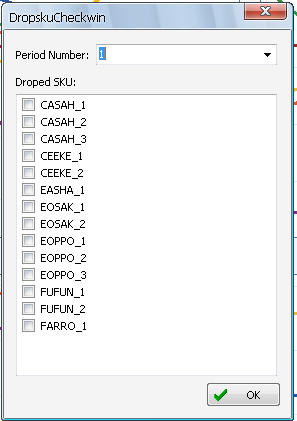 DropskuCheckwin
Period Number: 1
Droped SKU:
CASAH_1
CASAH_2
CASAH_3
CEEKE_1
CEEKE_2
EASHA_1
EOSAK_1
EOSAK_2
EOPPO_1
EOPPO_2
EOPPO_3
FUFUN_1
FUFUN_2
FARRO_1
OK